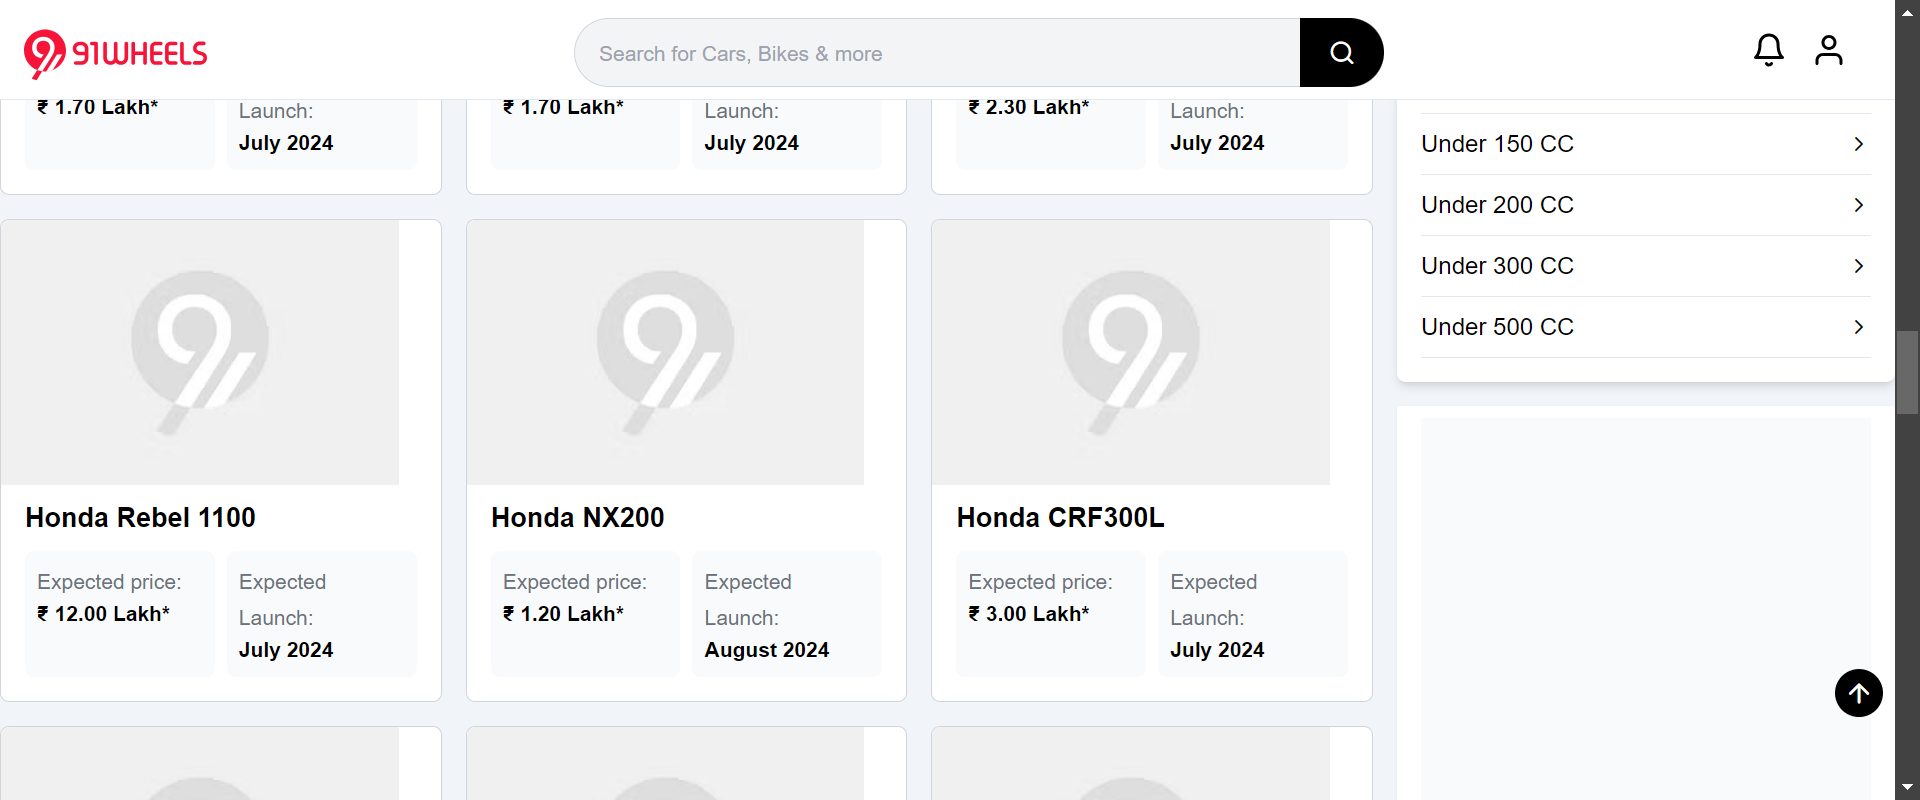 91WHEELS
Search for Cars, Bikes & more
₹ 1.70 Lakh*
Launch:
July 2024
₹ 1.70 Lakh*
Launch:
July 2024
₹ 2.30 Lakh*
Launch:
July 2024
Under 150 CC
Under 200 CC
Under 300 CC
Under 500 CC
Honda Rebel 1100
Expected price:
₹ 12.00 Lakh*
Expected
Launch:
July 2024
Honda NX200
Expected price:
₹ 1.20 Lakh*
Expected
Launch:
August 2024
Honda CRF300L
Expected price:
₹ 3.00 Lakh*
Expected
Launch:
July 2024